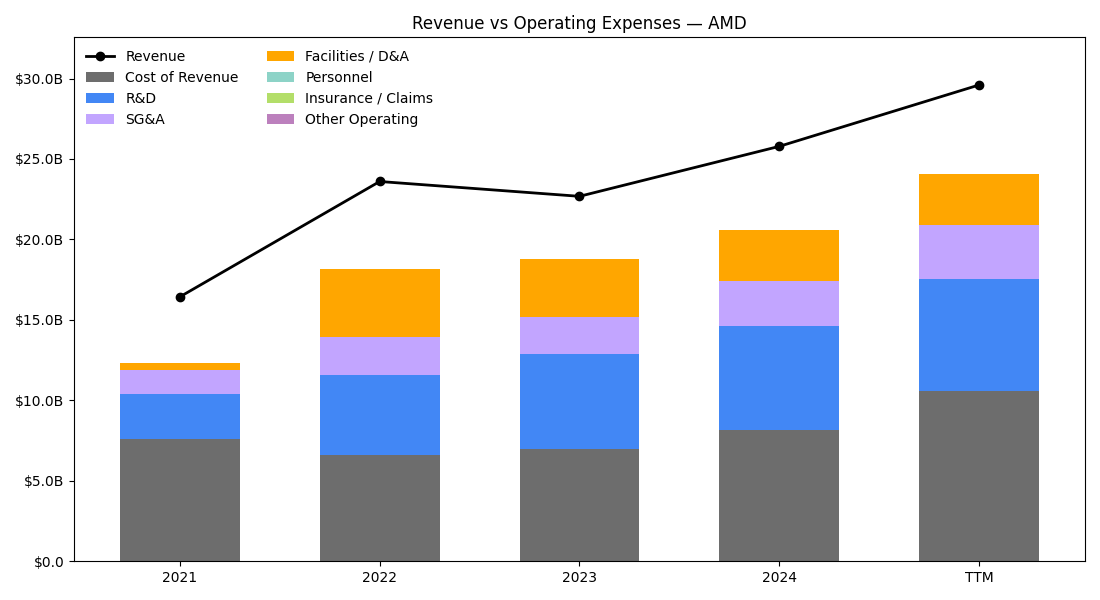 Revenue vs Operating Expenses — AMD
Revenue
Cost of Revenue
R&D
SG&A
Facilities / D&A
Personnel
Insurance / Claims
Other Operating
$30.0B
$25.0B
$20.0B
$15.0B
$10.0B
$5.0B
$0.0
2021
2022
2023
2024
TTM